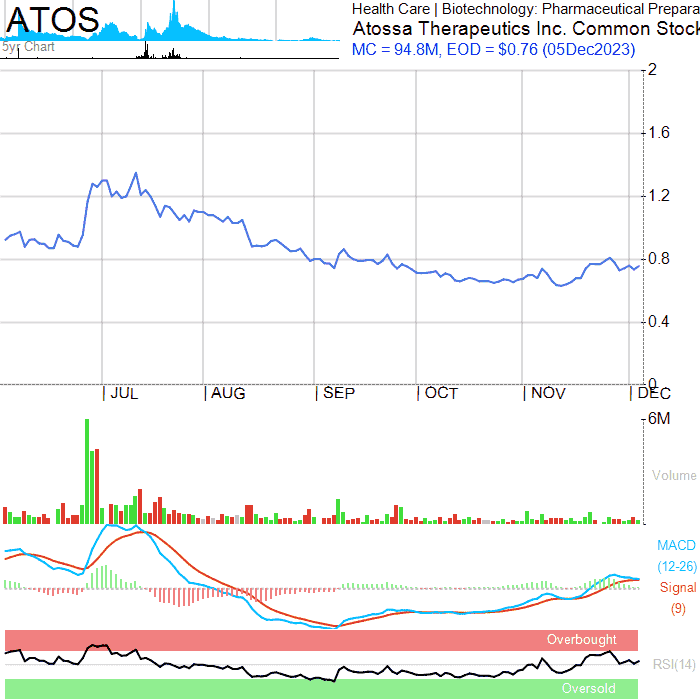 ATOS
5yr Chart
Health Care | Biotechnology: Pharmaceutical Prepara
Atossa Therapeutics Inc. Common Stock
MC = 94.8M, EOD = $0.76 (05Dec2023)
2
1.6
1.2
0.8
0.4
0
| JUL | AUG | SEP | OCT | NOV | DEC
6M
Volume
MACD
(12-26)
Signal
(9)
Overbought
RSI(14)
Oversold